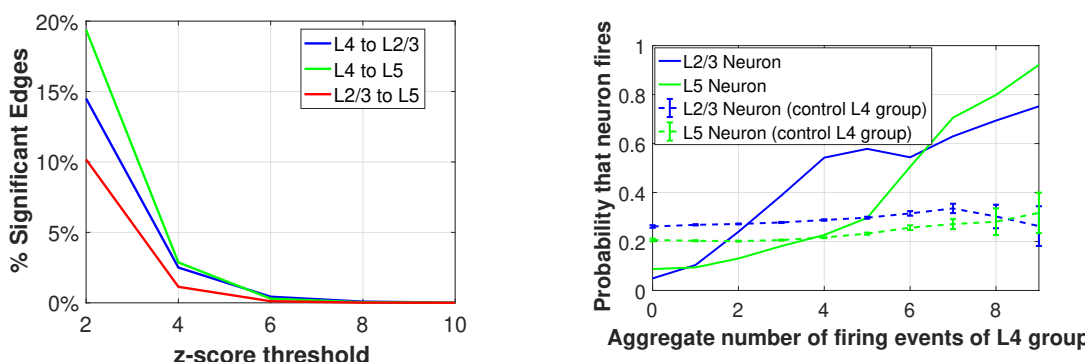 % Significant Edges
20%
15%
10%
5%
0%
L4 to L2/3
L4 to L5
L2/3 to L5
2
4
6
8
10
z-score threshold
Probability that neuron fires
1
0.8
0.6
0.4
0.2
0
L2/3 Neuron
L5 Neuron
L2/3 Neuron (control L4 group)
L5 Neuron (control L4 group)
0
2
4
6
8
Aggregate number of firing events of L4 group